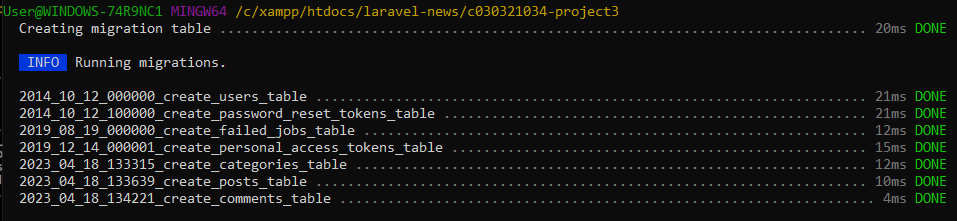 User@WINDOWS-74R9NC1 MINGW64 /c/xampp/htdocs/laravel-news/c030321034-project3
Creating migration table ................................................................................. 20ms DONE
INFO Running migrations.
2014_10_12_000000_create_users_table ..................................................................... 21ms DONE
2014_10_12_100000_create_password_reset_tokens_table ..................................................... 21ms DONE
2019_08_19_000000_create_failed_jobs_table ............................................................... 12ms DONE
2019_12_14_000001_create_personal_access_tokens_table .................................................... 15ms DONE
2023_04_18_133315_create_categories_table ................................................................ 12ms DONE
2023_04_18_133639_create_posts_table ..................................................................... 10ms DONE
2023_04_18_134221_create_comments_table ................................................................... 4ms DONE